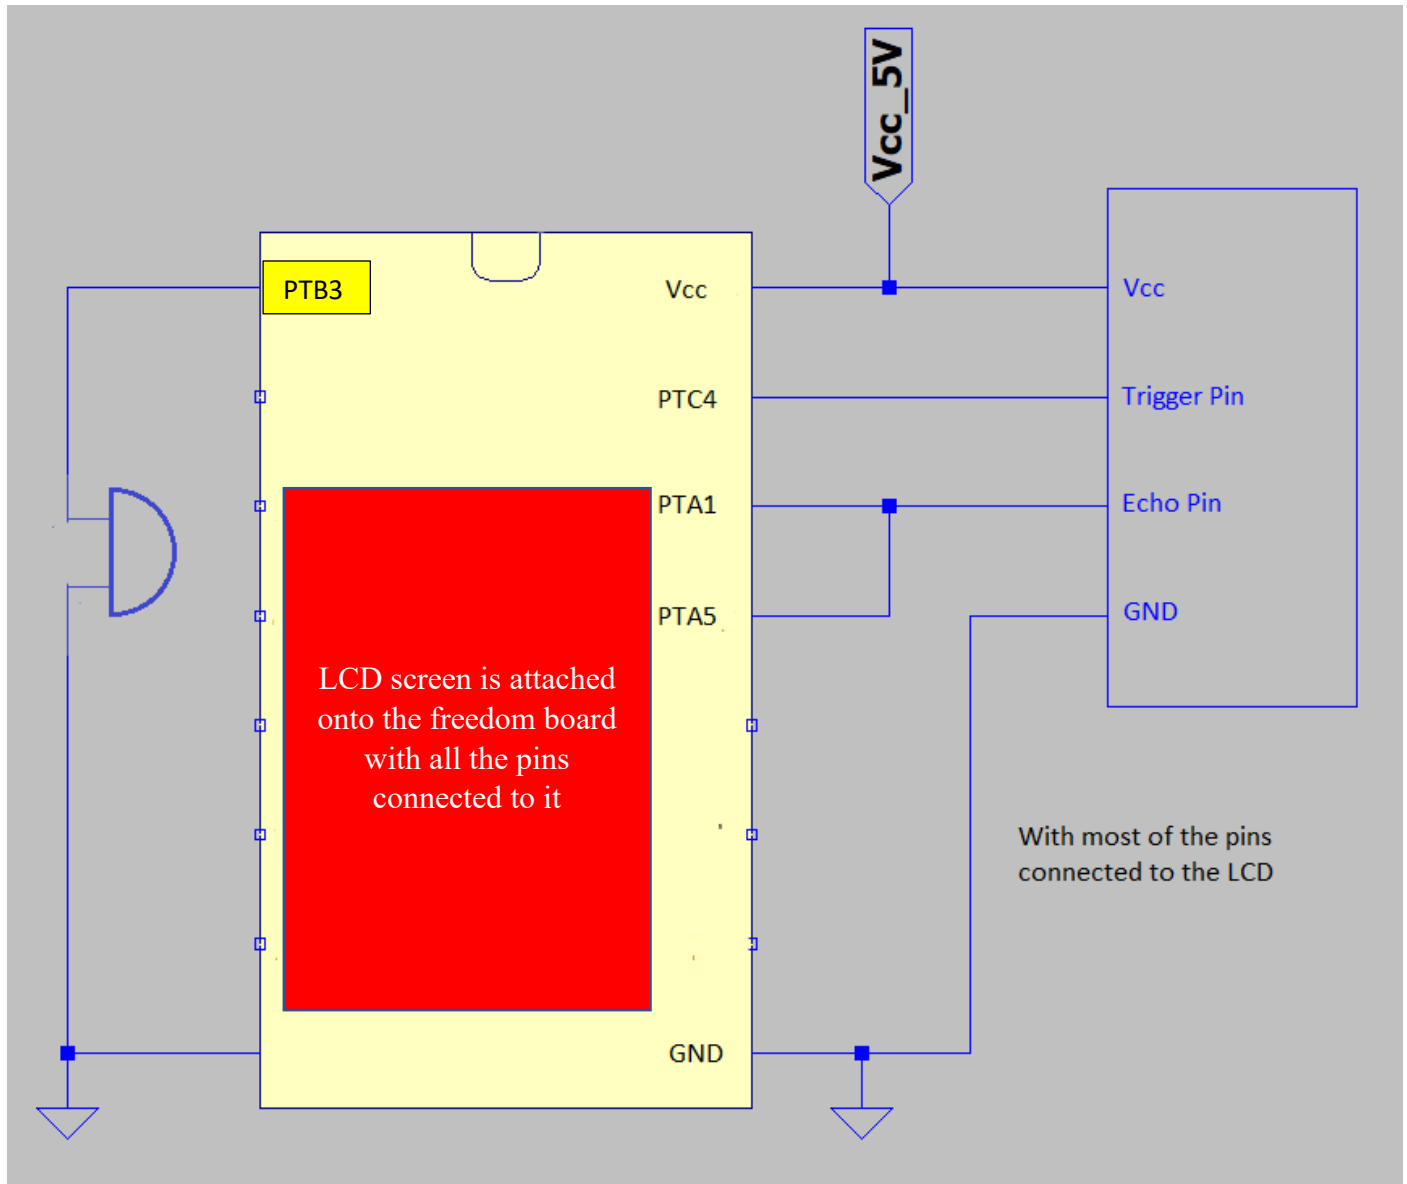 Vcc_5V
PTB3
Vcc
Vcc
PTC4
Trigger Pin
PTA1
Echo Pin
PTA5
GND
LCD screen is attached
onto the freedom board
with all the pins
connected to it
With most of the pins
connected to the LCD
GND